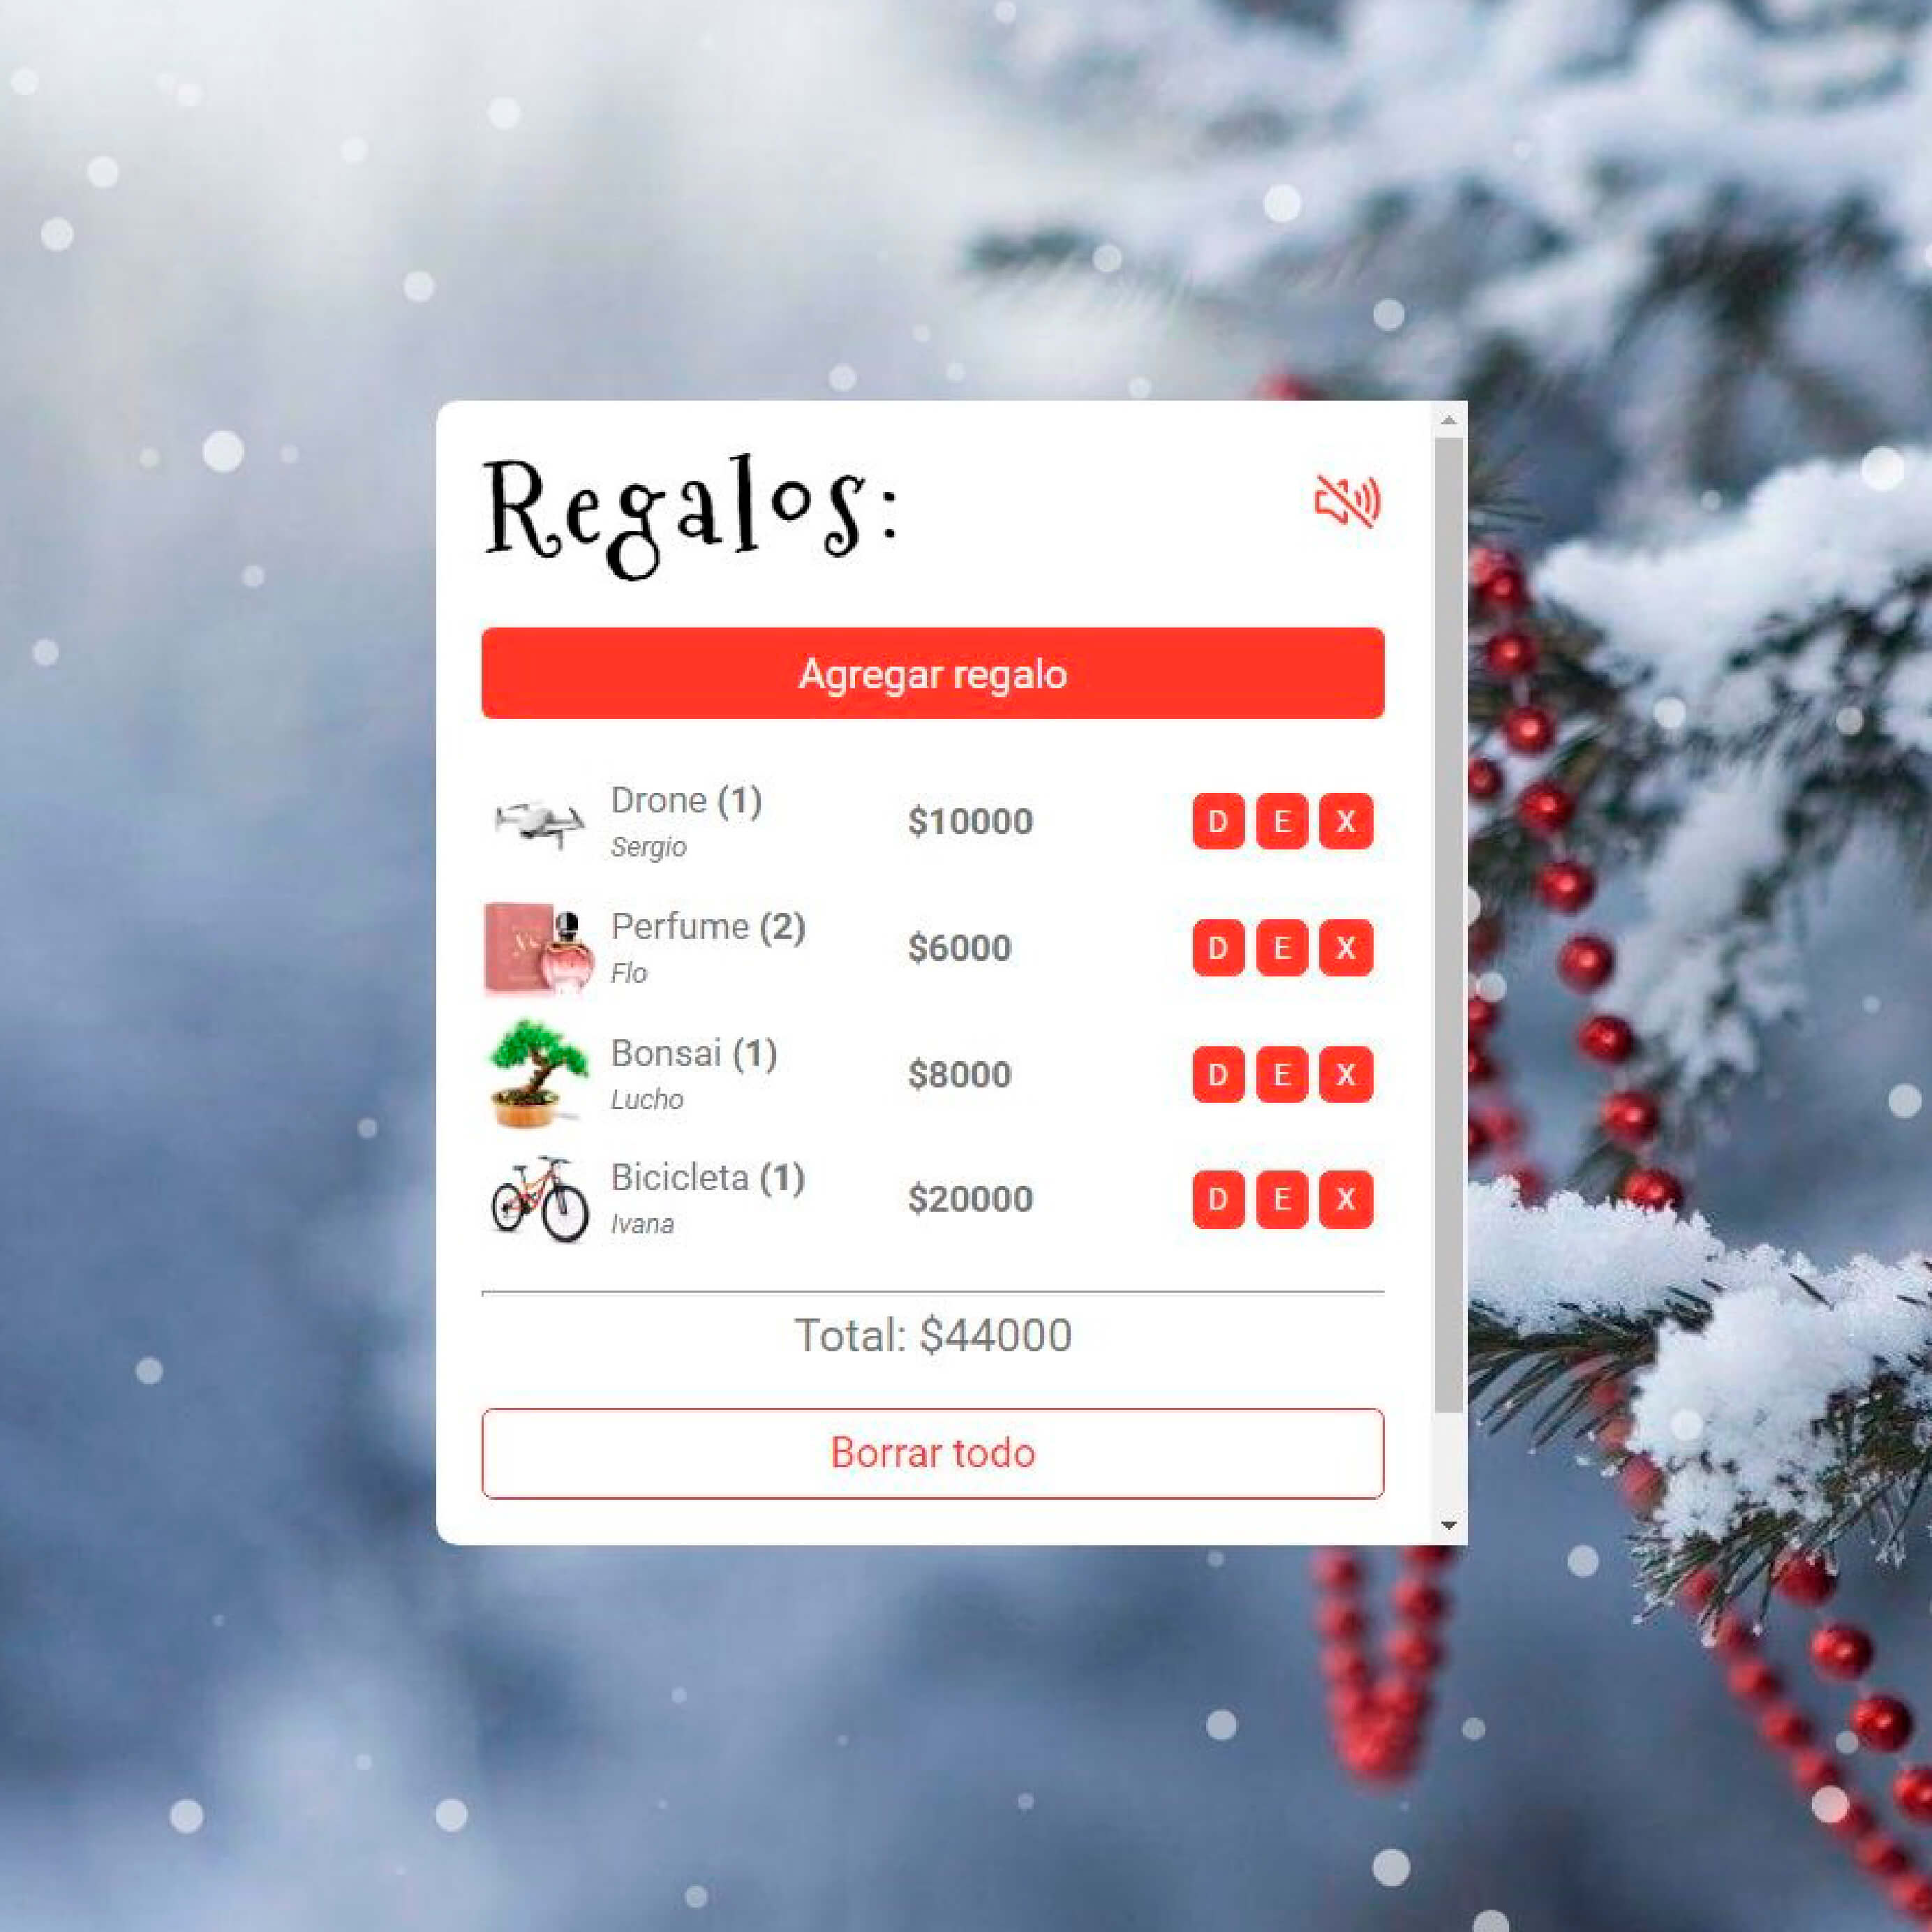 Regalos:
Agregar regalo
Drone (1)
Sergio
$10000
D E X
Perfume (2)
Flo
$6000
D E X
Bonsai (1)
Lucho
$8000
D E X
Bicicleta (1)
Ivana
$20000
D E X
Total: $44000
Borrar todo